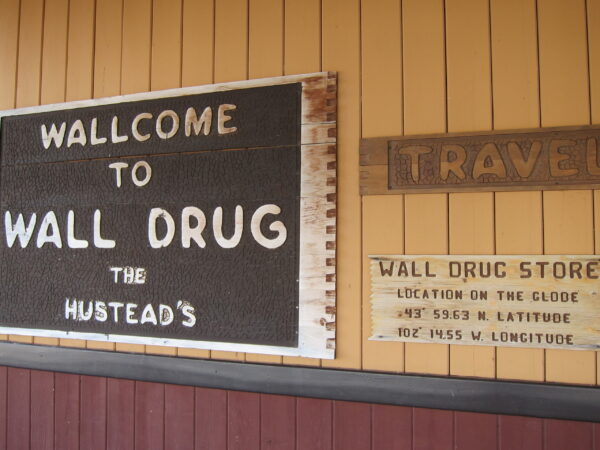 WALLCOME
TO
WALL DRUG
THE
HUSTEAD'S
TRAVEL
WALL DRUG STORE
LOCATION ON THE GLOBE
43° 59.63 N. LATITUDE
102° 14.55 W. LONGITUDE